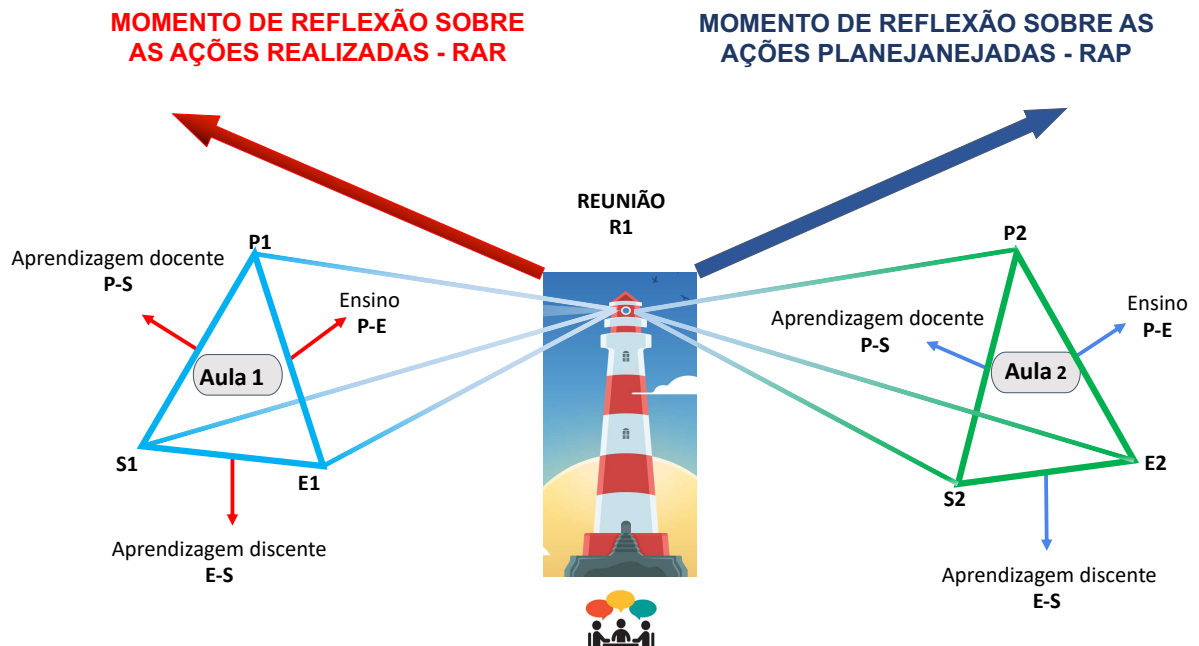 MOMENTO DE REFLEXÃO SOBRE
AS AÇÕES REALIZADAS - RAR
MOMENTO DE REFLEXÃO SOBRE AS
AÇÕES PLANEJANEJADAS - RAP
REUNIÃO
R1
P1
Aprendizagem docente
P-S
Ensino
P-E
Aula 1
S1
E1
Aprendizagem discente
E-S
P2
Aprendizagem docente
P-S
Ensino
P-E
Aula 2
S2
E2
Aprendizagem discente
E-S